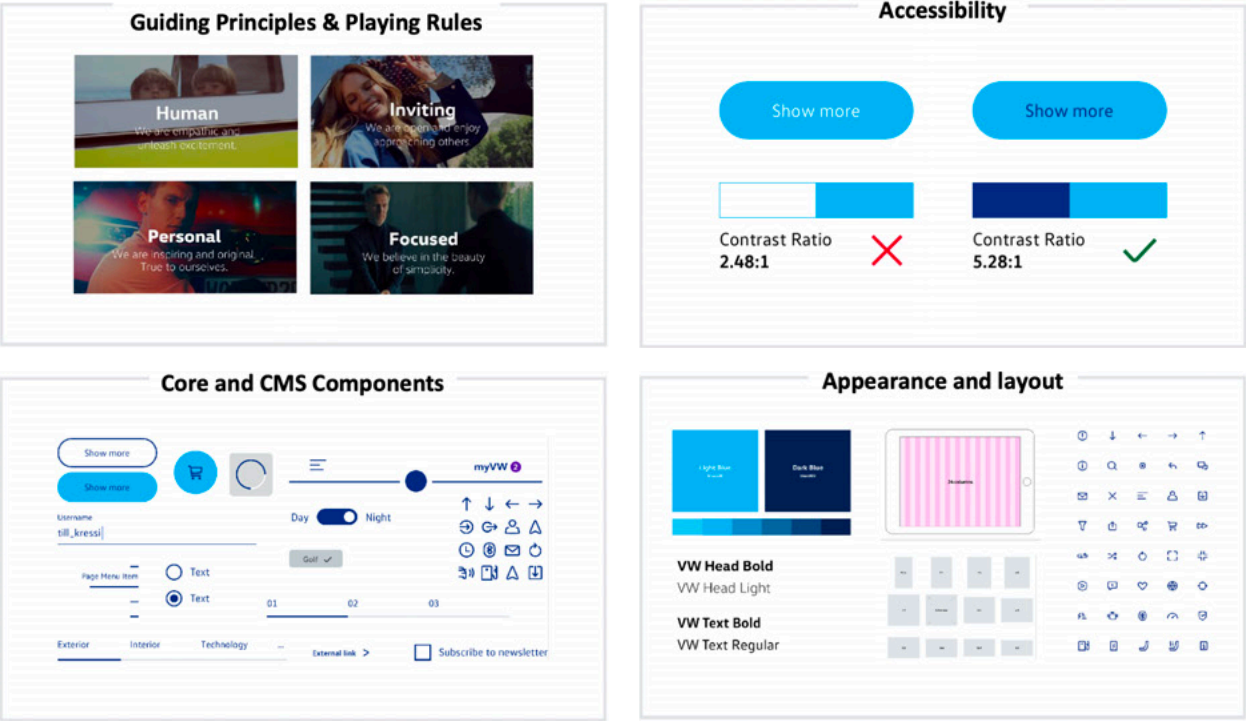 Guiding Principles & Playing Rules
Human
We are empathic and
unleash excitement.
Inviting
We are open and enjoy
approaching others
Personal
We are inspiring and original.
True to ourselves.
Focused
We believe in the beauty
of simplicity.
Accessibility
Show more
Show more
Contrast Ratio
2.48:1
Contrast Ratio
5.28:1
Core and CMS Components
Show more
Show more
myVW 2
Day
Night
Username
till_kressi
Golf
Page Menu Item
Text
Text
01
02
03
Exterior
Interior
Technology
External link
Subscribe to newsletter
Appearance and layout
Light Blue
Dark Blue
VW Head Bold
VW Head Light
VW Text Bold
VW Text Regular